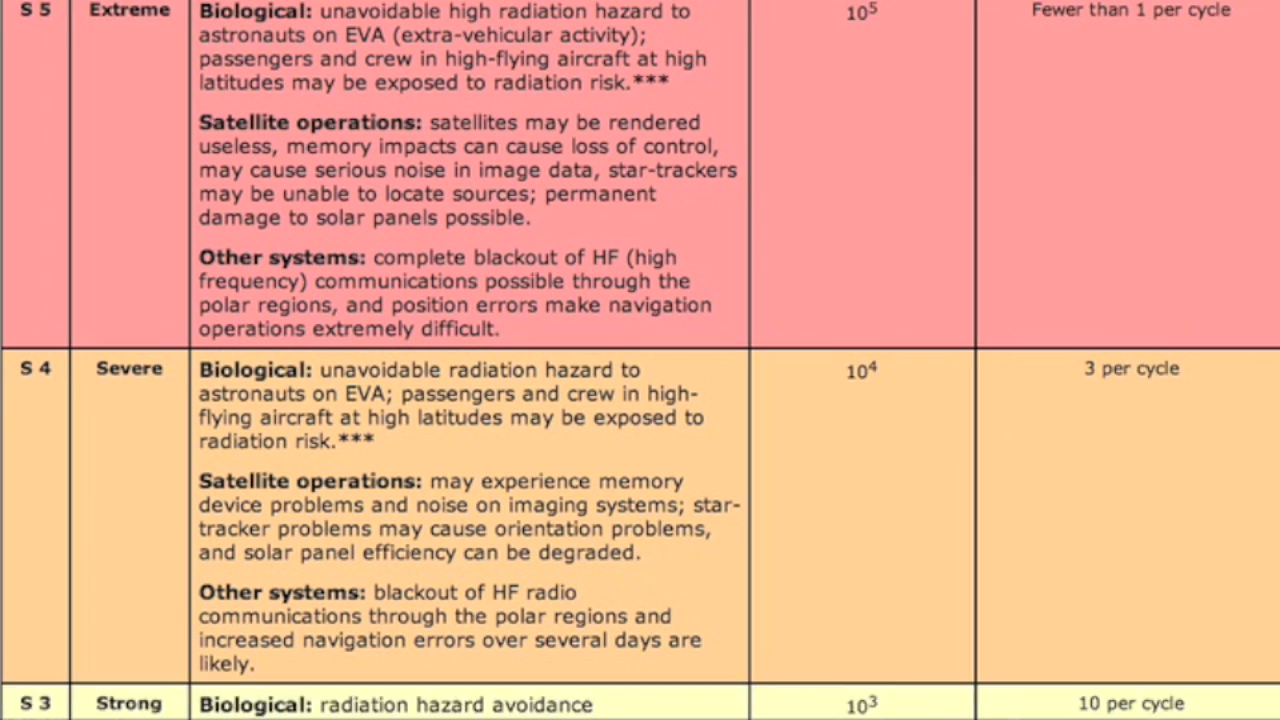 S 5 Extreme Biological: unavoidable high radiation hazard to 10⁵ Fewer than 1 per cycle
astronauts on EVA (extra-vehicular activity);
passengers and crew in high-flying aircraft at high
latitudes may be exposed to radiation risk.***
Satellite operations: satellites may be rendered
useless, memory impacts can cause loss of control,
may cause serious noise in image data, star-trackers
may be unable to locate sources; permanent
damage to solar panels possible.
Other systems: complete blackout of HF (high
frequency) communications possible through the
polar regions, and position errors make navigation
operations extremely difficult.
S 4 Severe Biological: unavoidable radiation hazard to 10⁴ 3 per cycle
astronauts on EVA; passengers and crew in high-
flying aircraft at high latitudes may be exposed to
radiation risk.***
Satellite operations: may experience memory
device problems and noise on imaging systems; star-
tracker problems may cause orientation problems,
and solar panel efficiency can be degraded.
Other systems: blackout of HF radio
communications through the polar regions and
increased navigation errors over several days are
likely.
S 3 Strong Biological: radiation hazard avoidance 10³ 10 per cycle